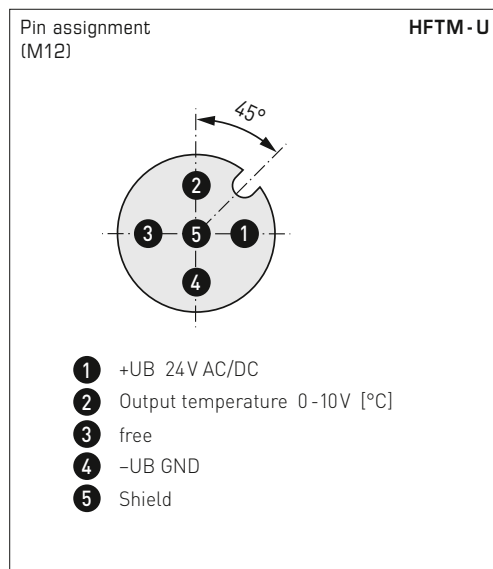 Pin assignment HFTM-U
(M12)
45°
2
3 5 1
4
1 +UB 24V AC/DC
2 Output temperature 0-10V [°C]
3 free
4 –UB GND
5 Shield